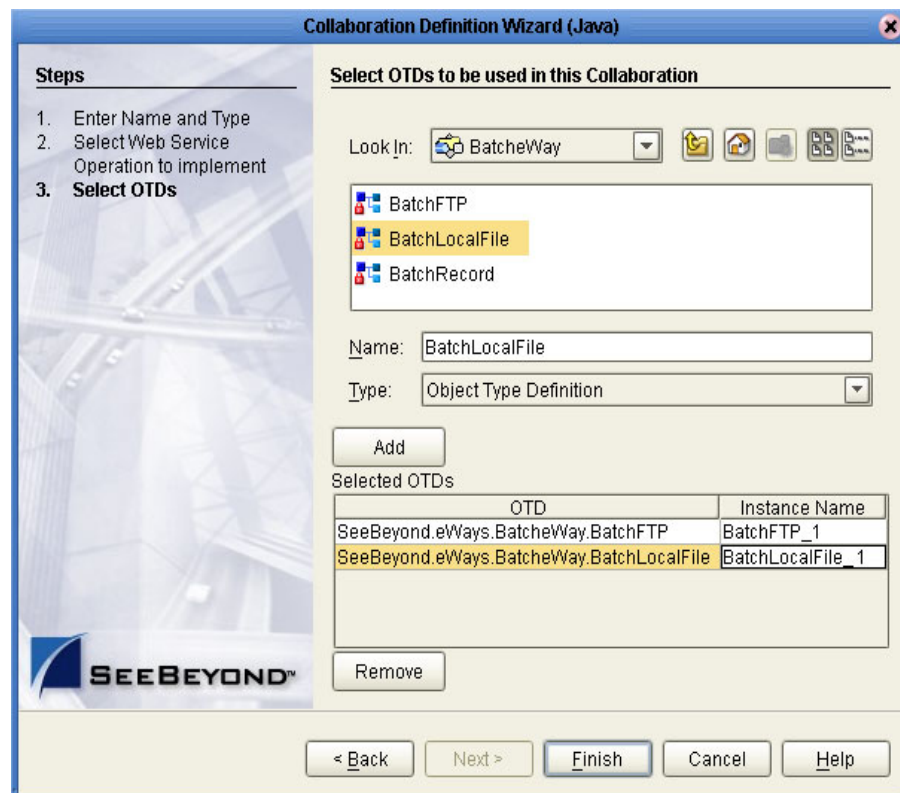 Collaboration Definition Wizard (Java)
Steps
1. Enter Name and Type
2. Select Web Service
Operation to implement
3. Select OTDs
SEEBEYOND™
Select OTDs to be used in this Collaboration
Look In: BatcheWay
BatchFTP
BatchLocalFile
BatchRecord
Name: BatchLocalFile
Type: Object Type Definition
Add
Selected OTDs
OTD Instance Name
SeeBeyond.eWays.BatcheWay.BatchFTP BatchFTP_1
SeeBeyond.eWays.BatcheWay.BatchLocalFile BatchLocalFile_1
Remove
< Back Next > Finish Cancel Help